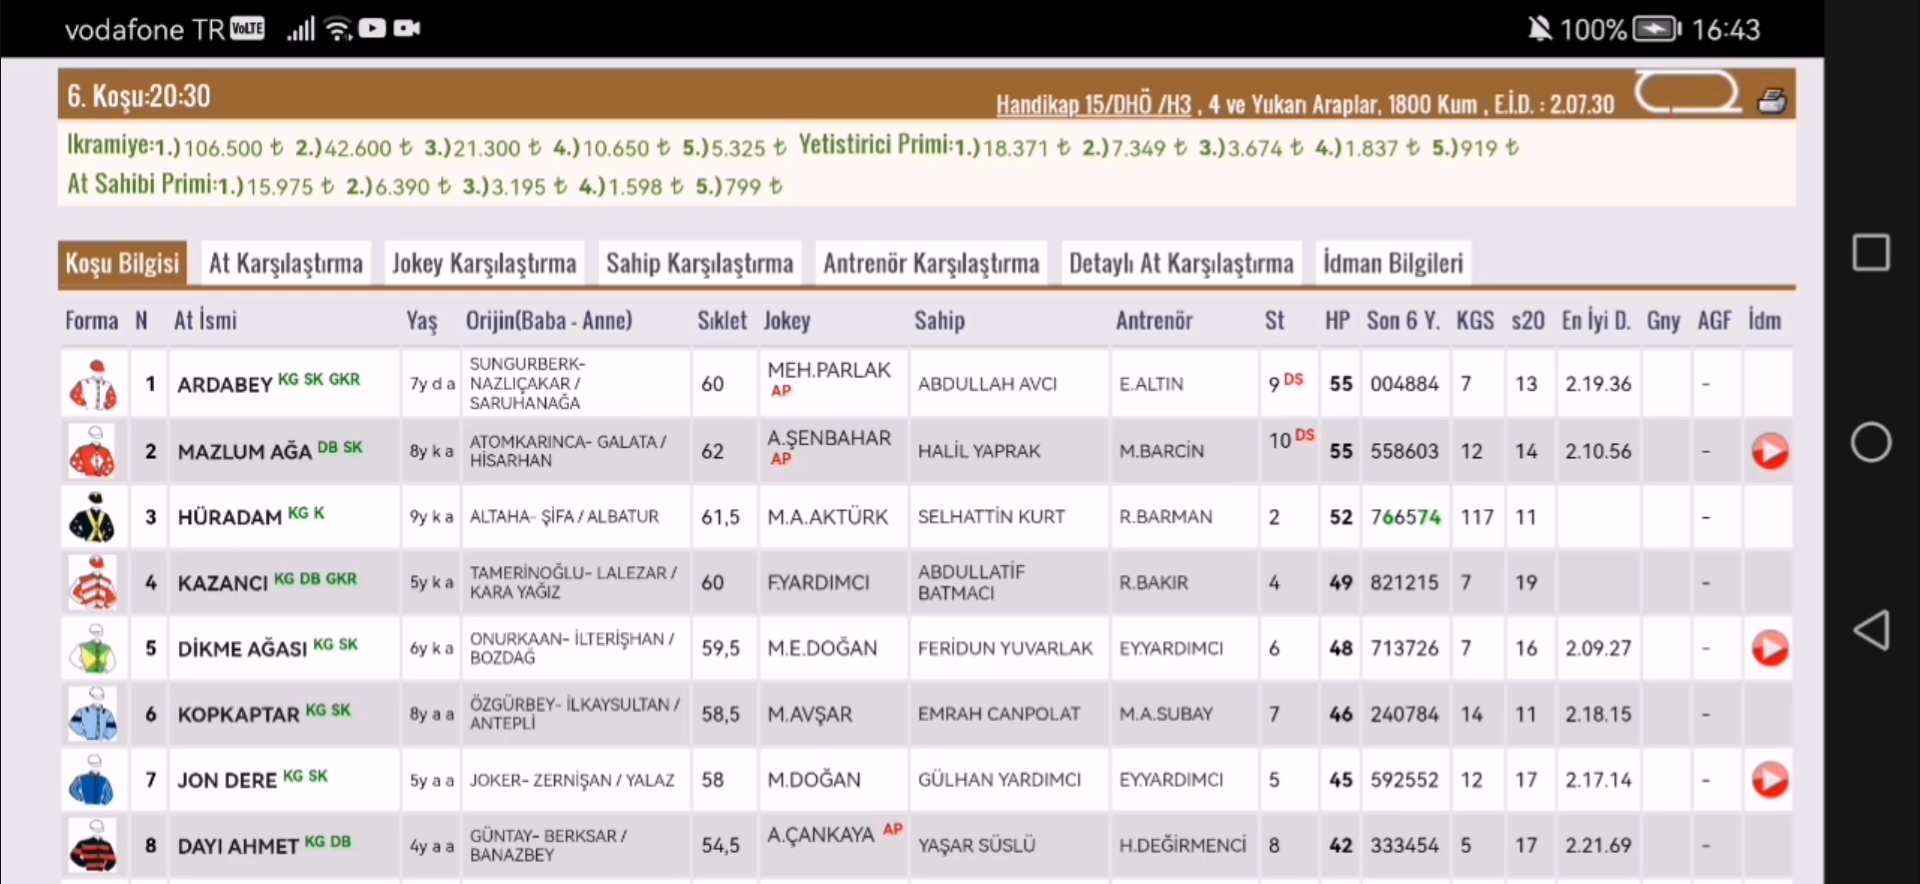 vodafone TR VoLTE 100% 16:43
6. Koşu:20:30
Handikap 15/DHÖ /H3 , 4 ve Yukarı Araplar, 1800 Kum , E.İ.D. : 2.07.30
Ikramiye:1.)106.500 ₺ 2.)42.600 ₺ 3.)21.300 ₺ 4.)10.650 ₺ 5.)5.325 ₺ Yetistirici Primi:1.)18.371 ₺ 2.)7.349 ₺ 3.)3.674 ₺ 4.)1.837 ₺ 5.)919 ₺
At Sahibi Primi:1.)15.975 ₺ 2.)6.390 ₺ 3.)3.195 ₺ 4.)1.598 ₺ 5.)799 ₺
Koşu Bilgisi At Karşılaştırma Jokey Karşılaştırma Sahip Karşılaştırma Antrenör Karşılaştırma Detaylı At Karşılaştırma İdman Bilgileri
Forma N At İsmi Yaş Orijin(Baba - Anne) Sıklet Jokey Sahip Antrenör St HP Son 6 Y. KGS s20 En İyi D. Gny AGF İdm
1 ARDABEY KG SK GKR 7y d a SUNGURBERK- NAZLIÇAKAR / SARUHANAĞA 60 MEH.PARLAK AP ABDULLAH AVCI E.ALTIN 9 DS 55 004884 7 13 2.19.36 -
2 MAZLUM AĞA DB SK 8y k a ATOMKARINCA- GALATA / HİSARHAN 62 A.ŞENBAHAR AP HALİL YAPRAK M.BARCİN 10 DS 55 558603 12 14 2.10.56 -
3 HÜRADAM KG K 9y k a ALTAHA- ŞİFA / ALBATUR 61,5 M.A.AKTÜRK SELHATTİN KURT R.BARMAN 2 52 766574 117 11 -
4 KAZANCI KG DB GKR 5y k a TAMERİNOĞLU- LALEZAR / KARA YAĞIZ 60 F.YARDIMCI ABDULLATİF BATMACI R.BAKIR 4 49 821215 7 19 -
5 DİKME AĞASI KG SK 6y k a ONURKAAN- İLTERİŞHAN / BOZDAĞ 59,5 M.E.DOĞAN FERİDUN YUVARLAK EY.YARDIMCI 6 48 713726 7 16 2.09.27 -
6 KOPKAPTAR KG SK 8y a a ÖZGÜRBEY- İLKAYSULTAN / ANTEPLİ 58,5 M.AVŞAR EMRAH CANPOLAT M.A.SUBAY 7 46 240784 14 11 2.18.15 -
7 JON DERE KG SK 5y a a JOKER- ZERNİŞAN / YALAZ 58 M.DOĞAN GÜLHAN YARDIMCI EY.YARDIMCI 5 45 592552 12 17 2.17.14 -
8 DAYI AHMET KG DB 4y a a GÜNTAY- BERKSAR / BANAZBEY 54,5 A.ÇANKAYA AP YAŞAR SÜSLÜ H.DEĞİRMENCİ 8 42 333454 5 17 2.21.69 -